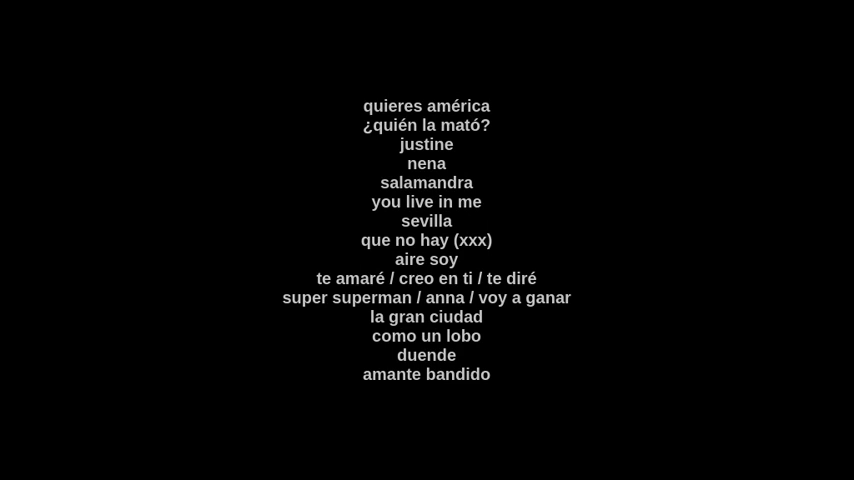 quieres américa
¿quién la mató?
justine
nena
salamandra
you live in me
sevilla
que no hay (xxx)
aire soy
te amaré / creo en ti / te diré
super superman / anna / voy a ganar
la gran ciudad
como un lobo
duende
amante bandido